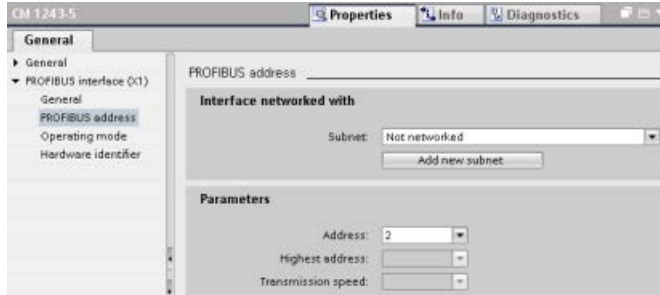 CM 1243-5
Properties
Info
Diagnostics
General
General
PROFIBUS interface (X1)
General
PROFIBUS address
Operating mode
Hardware identifier
PROFIBUS address
Interface networked with
Subnet: Not networked
Add new subnet
Parameters
Address: 2
Highest address:
Transmission speed: